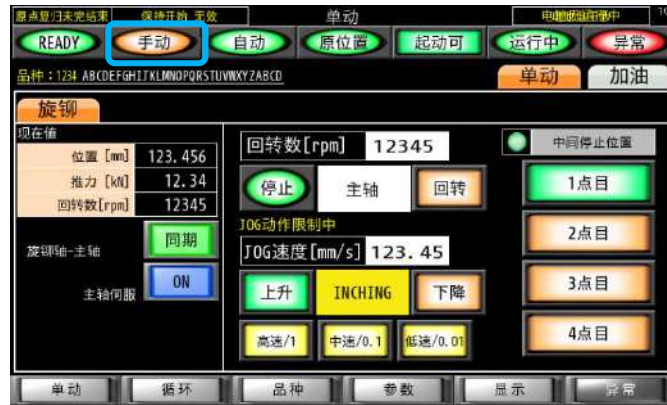 原点复归未完结束 保持开始 无效 单动
READY 手动 自动 原位置 起动可 运行中 异常
品种：1234 ABCDEFGHIJKLMNOPQRSTUVWXYZABCD 单动 加油
旋铆
现在值
位置 [mm] 123.456
推力 [kN] 12.34
回转数[rpm] 12345
旋铆轴-主轴 同期
主轴伺服 ON
回转数[rpm] 12345
停止 主轴 回转
JOG动作限制中
JOG速度[mm/s] 123.45
上升 INCHING 下降
高速/1 中速/0.1 低速/0.01
中间停止位置
1点目
2点目
3点目
4点目
单动 循环 品种 参数 显示 异常